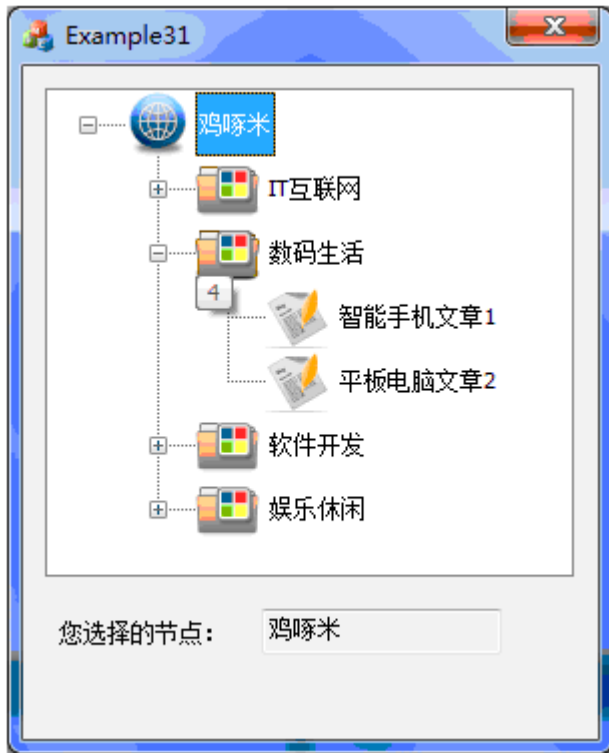 Example31
鸡啄米
IT互联网
数码生活
4
智能手机文章1
平板电脑文章2
软件开发
娱乐休闲
您选择的节点： 鸡啄米